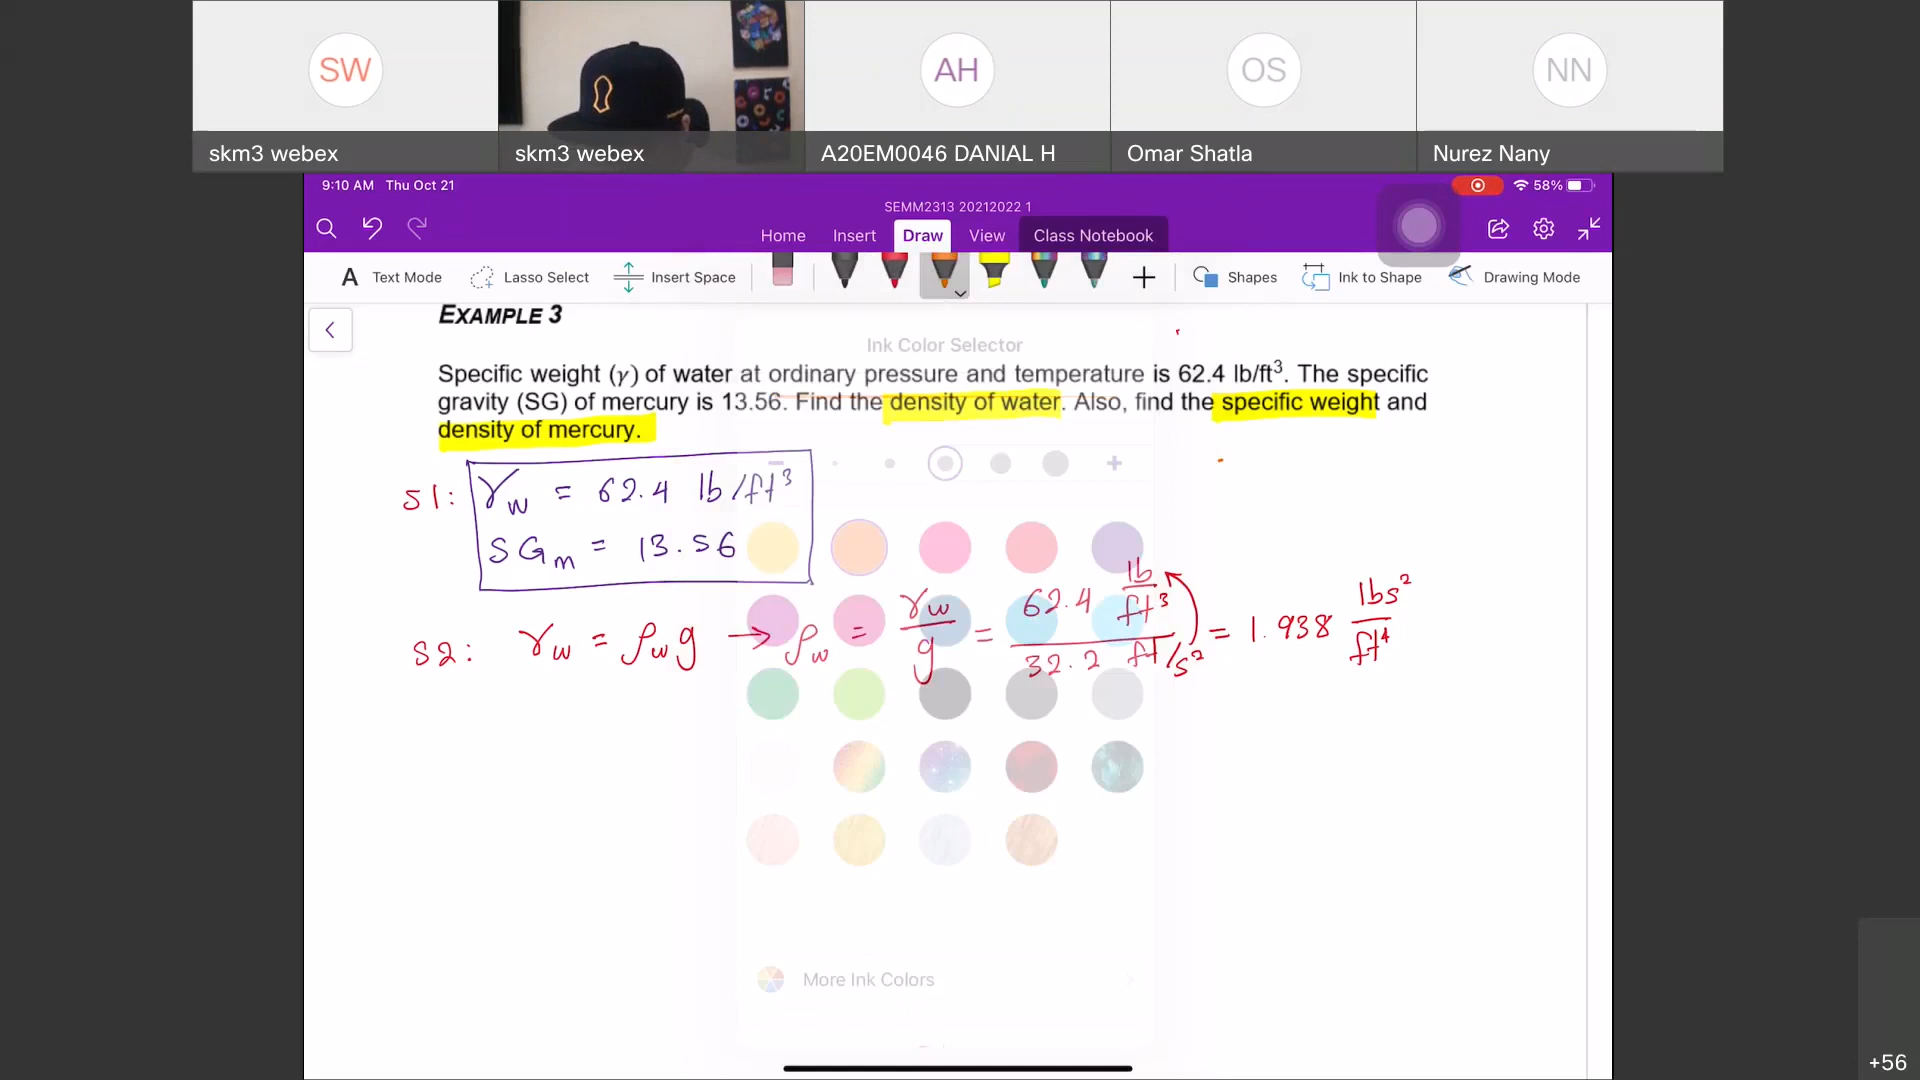 SW
AH
OS
NN
skm3 webex
skm3 webex
A20EM0046 DANIAL H
Omar Shatla
Nurez Nany
9:10 AM Thu Oct 21
58%
SEMM2313 20212022 1
Home Insert Draw View Class Notebook
A Text Mode Lasso Select Insert Space Shapes Ink to Shape Drawing Mode
EXAMPLE 3
Ink Color Selector
Specific weight (γ) of water at ordinary pressure and temperature is 62.4 lb/ft³. The specific
gravity (SG) of mercury is 13.56. Find the density of water. Also, find the specific weight and
density of mercury.
S1: γw = 62.4 lb/ft³
SGm = 13.56
S2: γw = ρw g → ρw = γw/g = 62.4 lb/ft³ / 32.2 ft/s² = 1.938 lbs²/ft⁴
More Ink Colors
+56